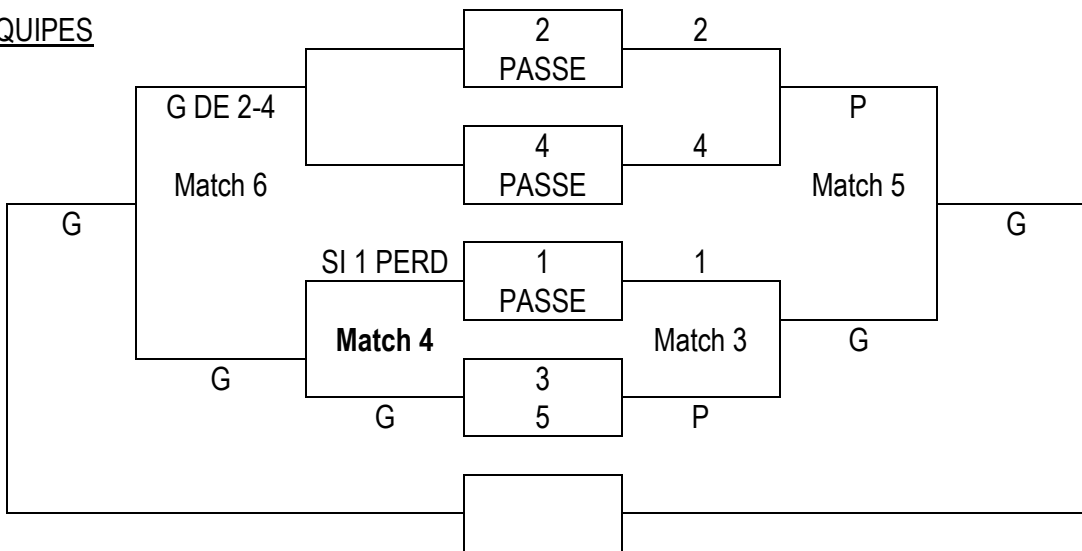 QUIPES
2
PASSE
2
G DE 2-4
P
4
PASSE
4
Match 6
Match 5
G
G
SI 1 PERD
1
PASSE
1
Match 4
Match 3
G
G
3
5
G
P